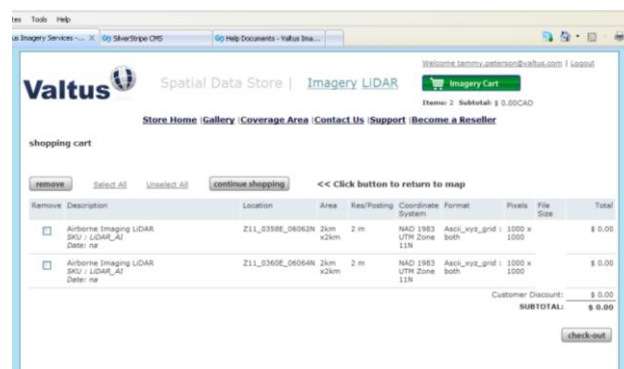 Tools Help
Imagery Services -... X SilverStripe CMS Help Documents - Valtus Ima...
Welcome tammy.peterson@valtus.com | Logout
Valtus U Spatial Data Store | Imagery LiDAR Imagery Cart
Items: 2 Subtotal: $ 0.00CAD
Store Home |Gallery |Coverage Area |Contact Us |Support |Become a Reseller
shopping cart
remove Select All Unselect All continue shopping << Click button to return to map
Remove Description Location Area Res/Posting Coordinate System Format Pixels File Size Total
Airborne Imaging LiDAR Z11_0358E_06062N 2km x2km 2 m NAD 1983 UTM Zone 11N Ascii_xyz_grid : both 1000 x 1000 $ 0.00
SKU : LiDAR_AI
Date: na
Airborne Imaging LiDAR Z11_0360E_06064N 2km x2km 2 m NAD 1983 UTM Zone 11N Ascii_xyz_grid : both 1000 x 1000 $ 0.00
SKU : LiDAR_AI
Date: na
Customer Discount: $ 0.00
SUBTOTAL: $ 0.00
check-out